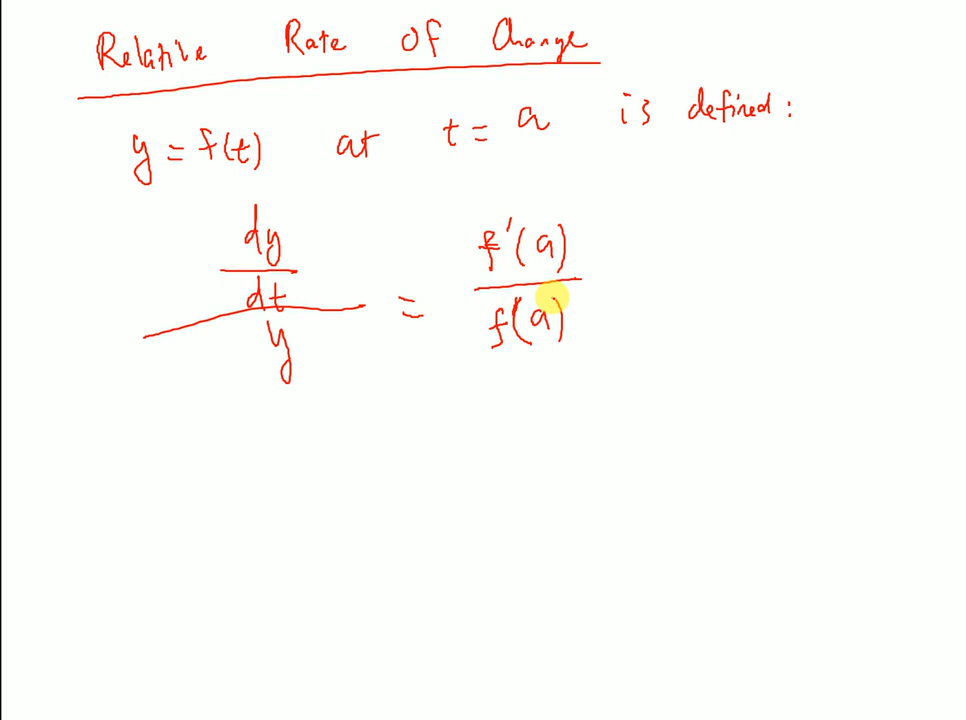 Relative Rate of Change
y = f(t) at t = a is defined:
dy/dt / y = f'(a) / f(a)